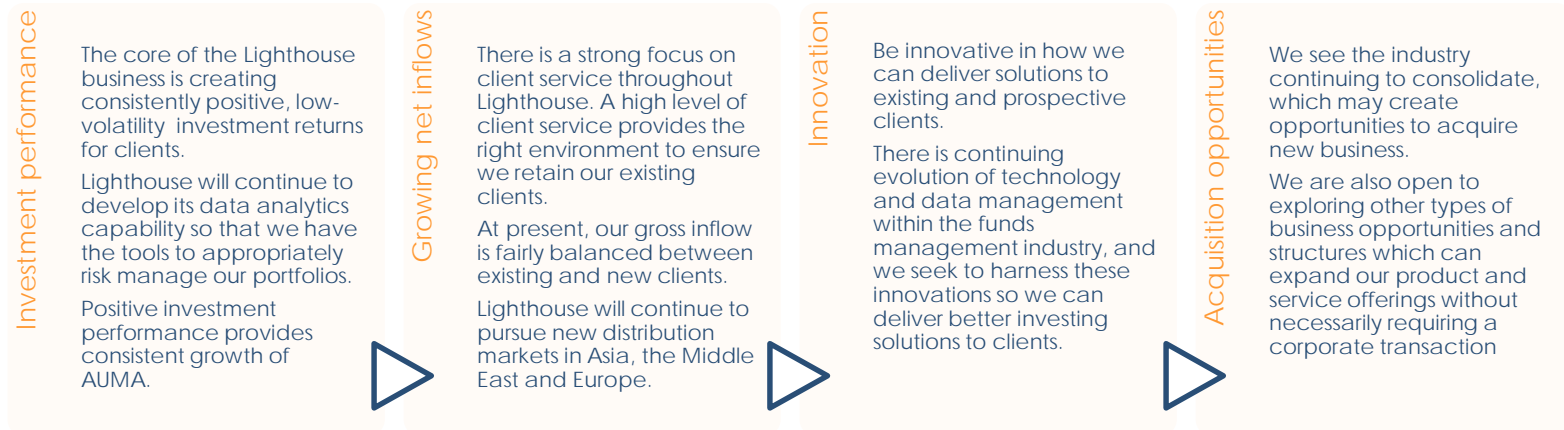 Investment performance
The core of the Lighthouse
business is creating
consistently positive, low-
volatility investment returns
for clients.
Lighthouse will continue to
develop its data analytics
capability so that we have
the tools to appropriately
risk manage our portfolios.
Positive investment
performance provides
consistent growth of
AUMA.
Growing net inflows
There is a strong focus on
client service throughout
Lighthouse. A high level of
client service provides the
right environment to ensure
we retain our existing
clients.
At present, our gross inflow
is fairly balanced between
existing and new clients.
Lighthouse will continue to
pursue new distribution
markets in Asia, the Middle
East and Europe.
Innovation
Be innovative in how we
can deliver solutions to
existing and prospective
clients.
There is continuing
evolution of technology
and data management
within the funds
management industry, and
we seek to harness these
innovations so we can
deliver better investing
solutions to clients.
Acquisition opportunities
We see the industry
continuing to consolidate,
which may create
opportunities to acquire
new business.
We are also open to
exploring other types of
business opportunities and
structures which can
expand our product and
service offerings without
necessarily requiring a
corporate transaction